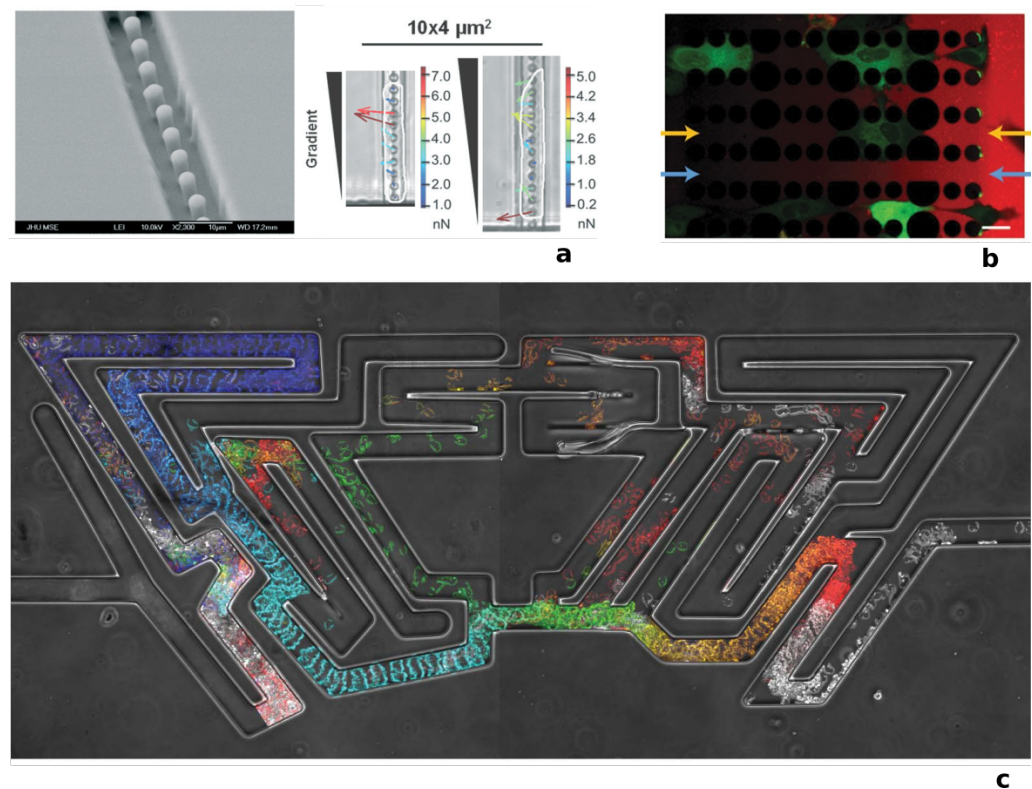 10x4 μm²
Gradient
7.0
6.0
5.0
4.0
3.0
2.0
1.0
nN
5.0
4.2
3.4
2.6
1.8
1.0
0.2
nN
JHU MSE LEI 10.0kV X2,300 10μm WD 17.2mm
a
b
c